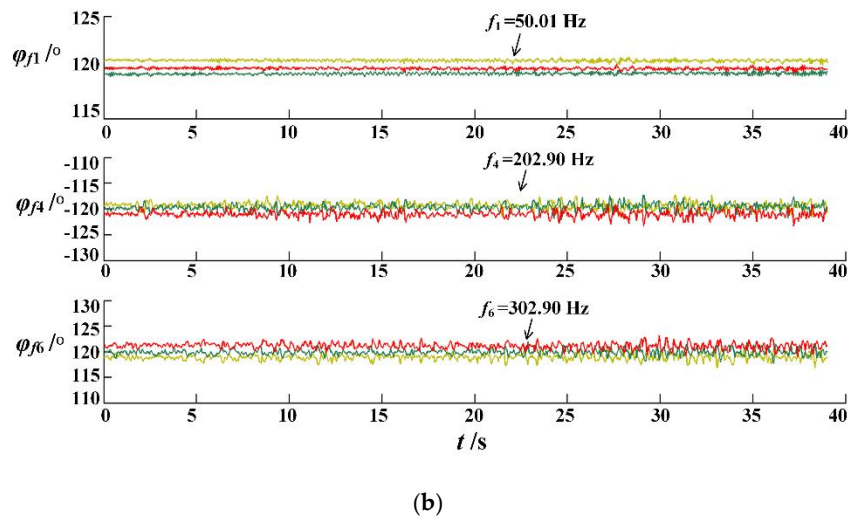 125
f1=50.01 Hz
φf1 /°
120
115
0 5 10 15 20 25 30 35 40
-110
f4=202.90 Hz
-115
φf4 /°
-120
-125
-130
0 5 10 15 20 25 30 35 40
130
f6=302.90 Hz
125
φf6 /°
120
115
110
0 5 10 15 20 25 30 35 40
t /s
(b)